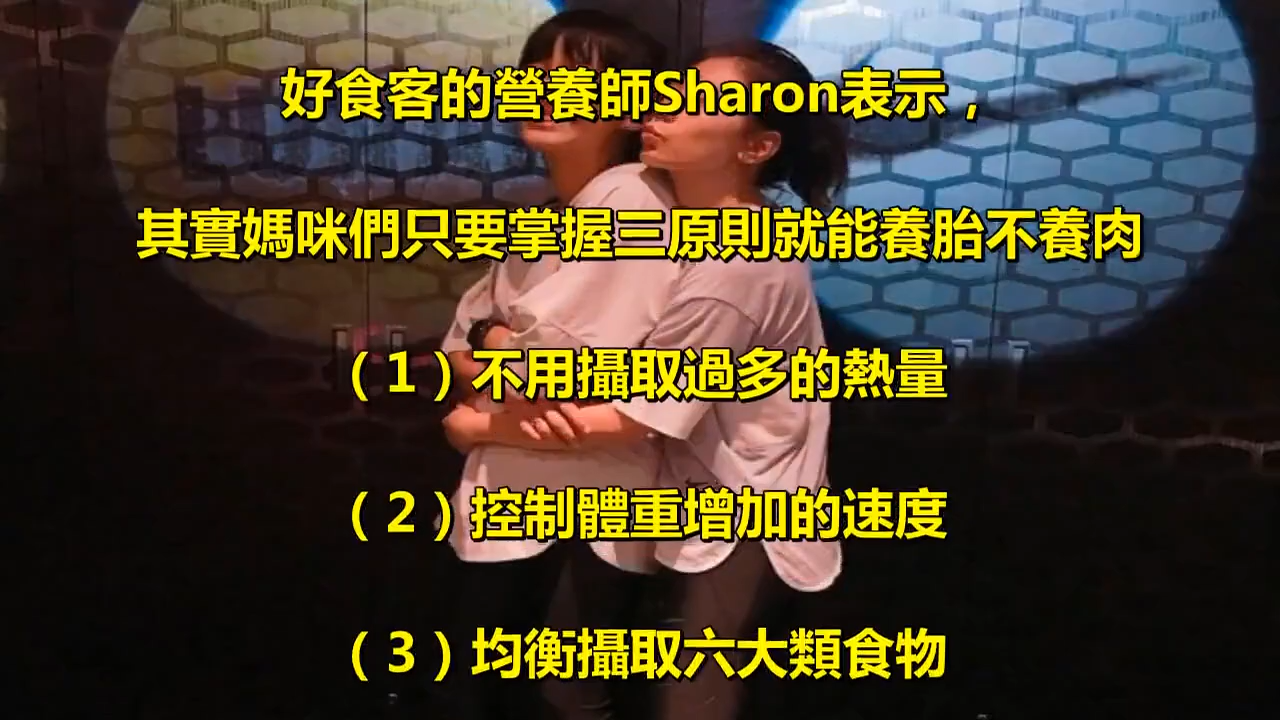 好食客的營養師Sharon表示，
其實媽咪們只要掌握三原則就能養胎不養肉
（1）不用攝取過多的熱量
（2）控制體重增加的速度
（3）均衡攝取六大類食物